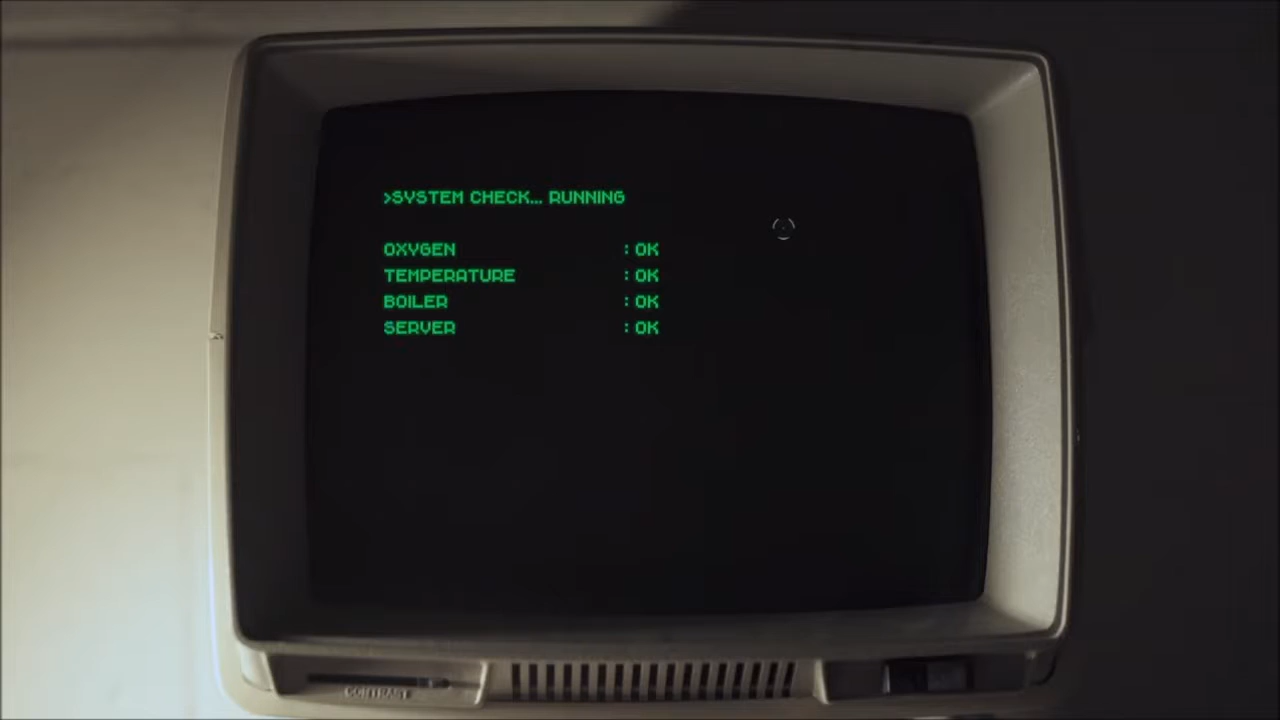 >SYSTEM CHECK... RUNNING
OXYGEN : OK
TEMPERATURE : OK
BOILER : OK
SERVER : OK
CONTRAST